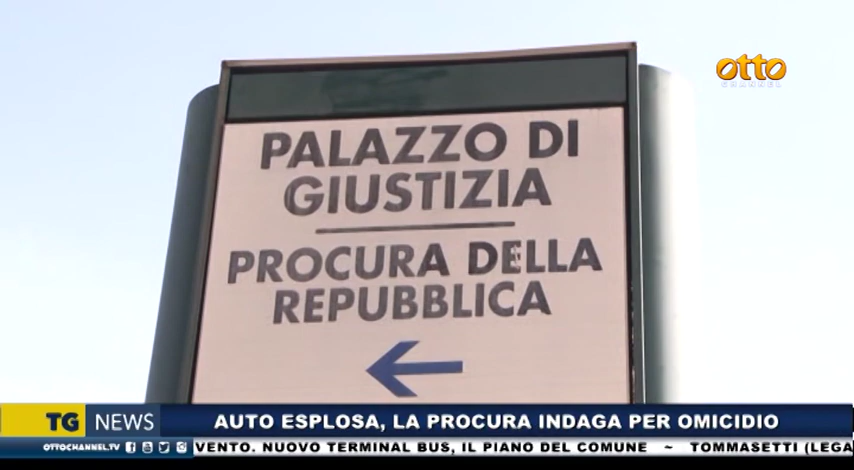 otto
CHANNEL
PALAZZO DI
GIUSTIZIA
PROCURA DELLA
REPUBBLICA
TG NEWS
AUTO ESPLOSA, LA PROCURA INDAGA PER OMICIDIO
OTTOCHANNEL.TV
VENTO. NUOVO TERMINAL BUS, IL PIANO DEL COMUNE ~ TOMMASETTI (LEGA